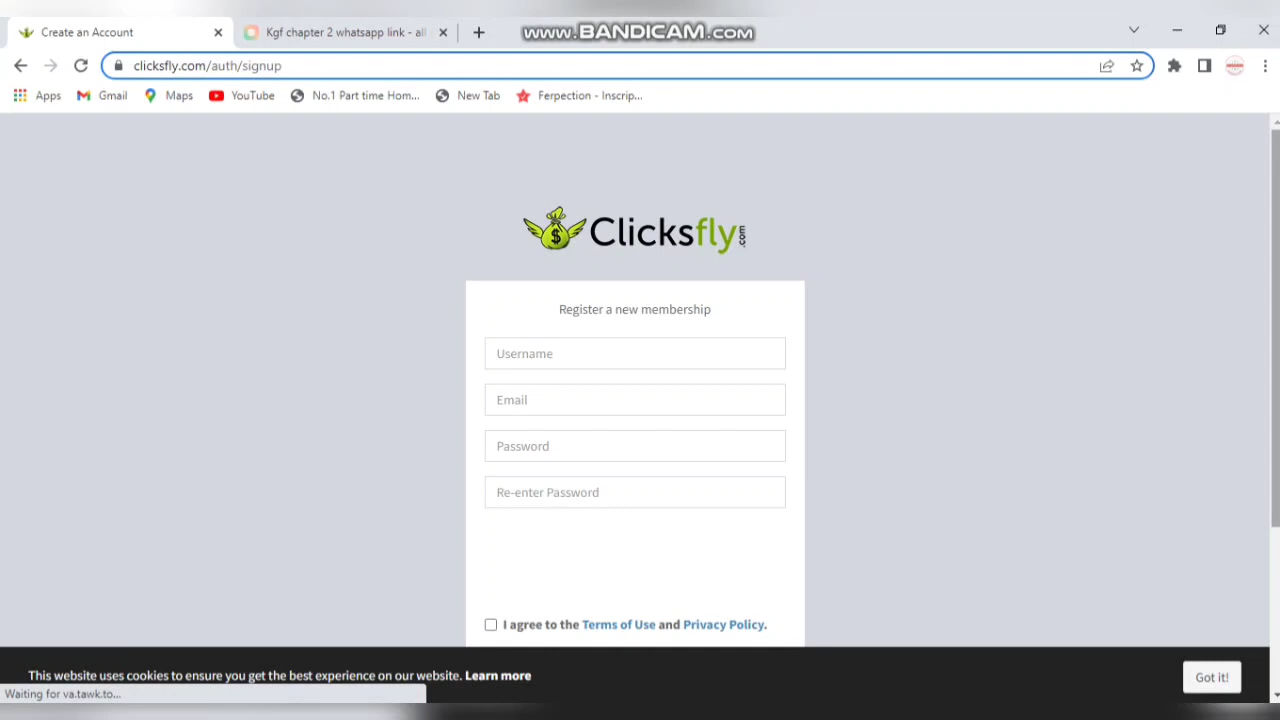 Create an Account
Kgf chapter 2 whatsapp link - all
www.BANDICAM.com
clicksfly.com/auth/signup
Apps
Gmail
Maps
YouTube
No.1 Part time Hom...
New Tab
Ferpection - Inscrip...
$ Clicksfly.com
Register a new membership
Username
Email
Password
Re-enter Password
I agree to the Terms of Use and Privacy Policy.
This website uses cookies to ensure you get the best experience on our website. Learn more
Got it!
Waiting for va.tawk.to...